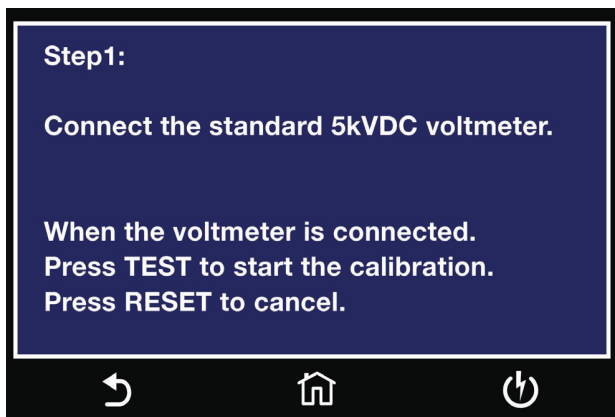 Step1:
Connect the standard 5kVDC voltmeter.
When the voltmeter is connected.
Press TEST to start the calibration.
Press RESET to cancel.